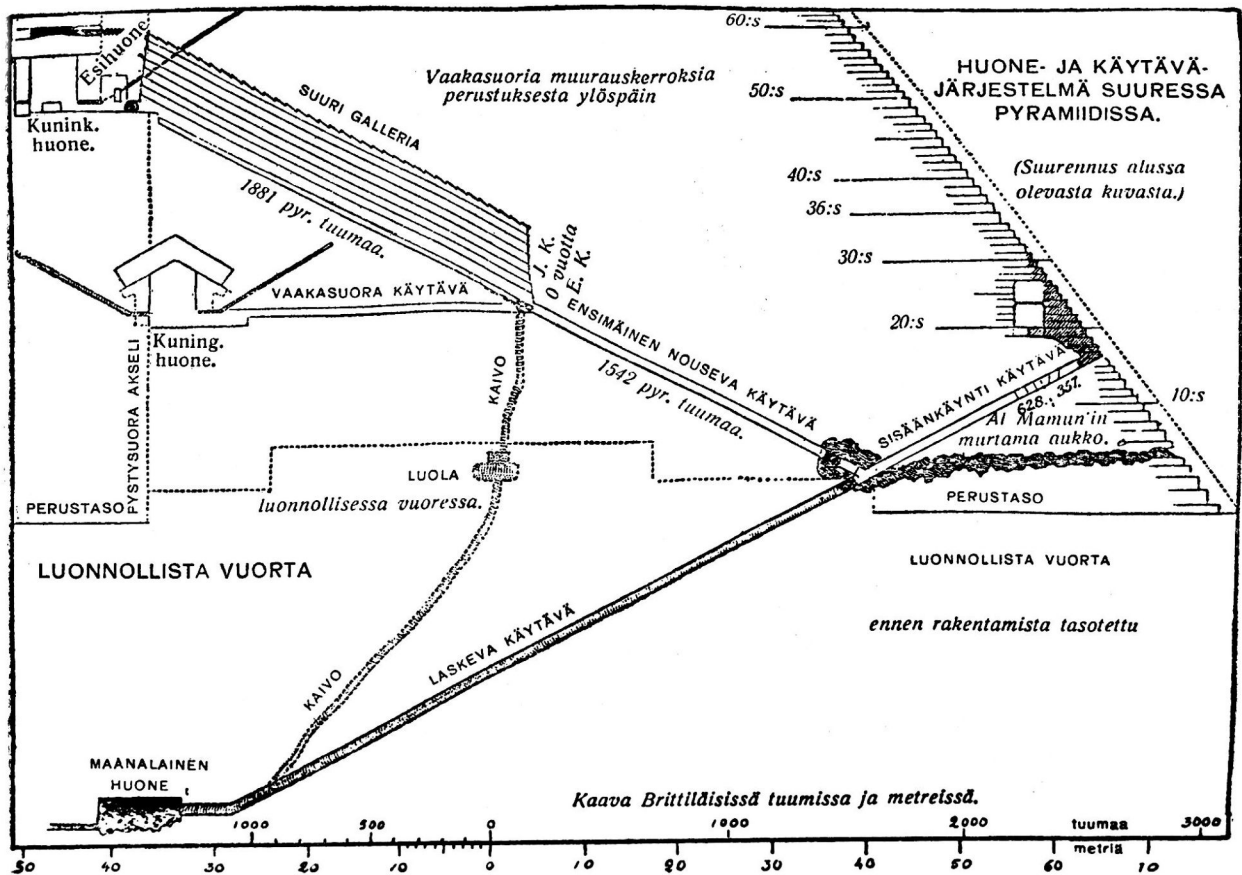 60:s
50:s
40:s
36:s
30:s
20:s
10:s
HUONE- JA KÄYTÄVÄ-
JÄRJESTELMÄ SUURESSA
PYRAMIIDISSA.
(Suurennus alussa
olevasta kuvasta.)
Vaakasuoria muurauskerroksia
perustuksesta ylöspäin
Esihuone
Kunink.
huone.
SUURI GALLERIA
1881 pyr. tuumaa.
J. K.
O vuotta
E. K.
VAAKASUORA KÄYTÄVÄ
Kuning.
huone.
PYSTYSUORA AKSELI
ENSIMÄINEN NOUSEVA KÄYTÄVÄ
1542 pyr. tuumaa.
SISÄÄNKÄYNTI KÄYTÄVÄ
628., 357.
Al Mamun'in
murtama aukko.
KAIVO
LUOLA
luonnollisessa vuoressa.
PERUSTASO
PERUSTASO
LUONNOLLISTA VUORTA
LUONNOLLISTA VUORTA
ennen rakentamista tasotettu
LASKEVA KÄYTÄVÄ
KAIVO
MAANALAINEN
HUONE
Kaava Brittiläisissä tuumissa ja metreissä.
1000 500 0 1000 2000 tuumaa 3000
metriä
50 40 30 20 10 0 10 20 30 40 50 60 70